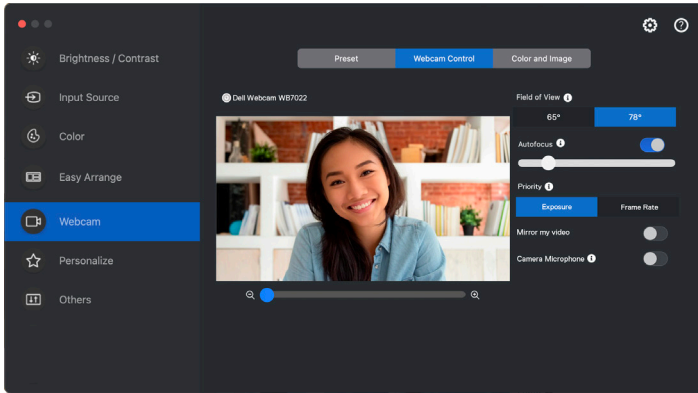 Brightness / Contrast
Input Source
Color
Easy Arrange
Webcam
Personalize
Others
Preset
Webcam Control
Color and Image
Dell Webcam WB7022
Field of View
65°
78°
Autofocus
Priority
Exposure
Frame Rate
Mirror my video
Camera Microphone